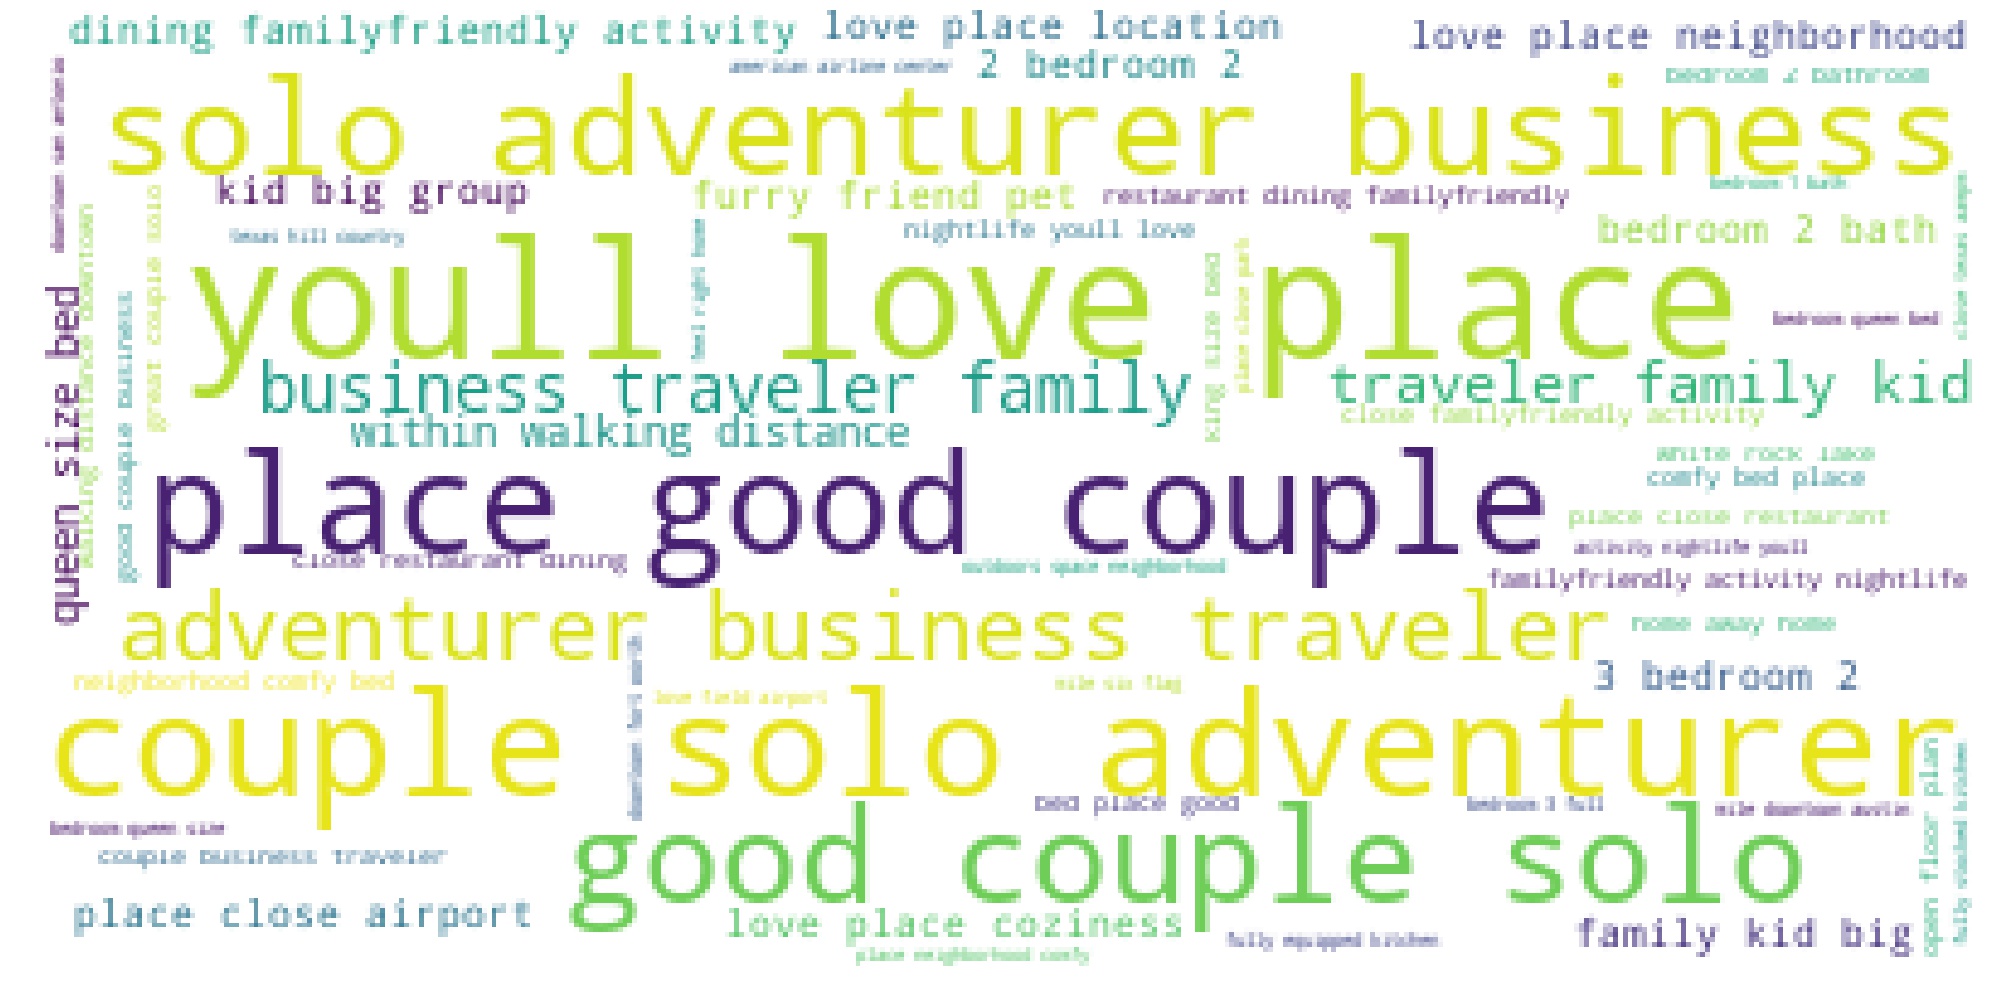 dining familyfriendly activity
love place location
love place neighborhood
american airline center
2 bedroom 2
bedroom 2 bathroom
solo adventurer business
downtown san antonio
kid big group
furry friend pet
restaurant dining familyfriendly
bedroom 1 bath
texas hill country
nightlife youll love
bedroom 2 bath
youll love place
great couple solo
walking distance downtown
queen size bed
good couple business
bed right home
king size bed
place close park
bedroom queen bed
business traveler family
traveler family kid
close familyfriendly activity
within walking distance
white rock lake
comfy bed place
place good couple
place close restaurant
activity nightlife youll
close restaurant dining
outdoors space neighborhood
familyfriendly activity nightlife
adventurer business traveler
home away home
neighborhood comfy bed
downtown fort worth
love field airport
mile six flag
3 bedroom 2
couple solo adventurer
bed place good
bedroom 3 full
mile downtown austin
bedroom queen size
good couple solo
couple business traveler
place close airport
love place coziness
family kid big
open floor plan
fully equipped kitchen
place neighborhood comfy